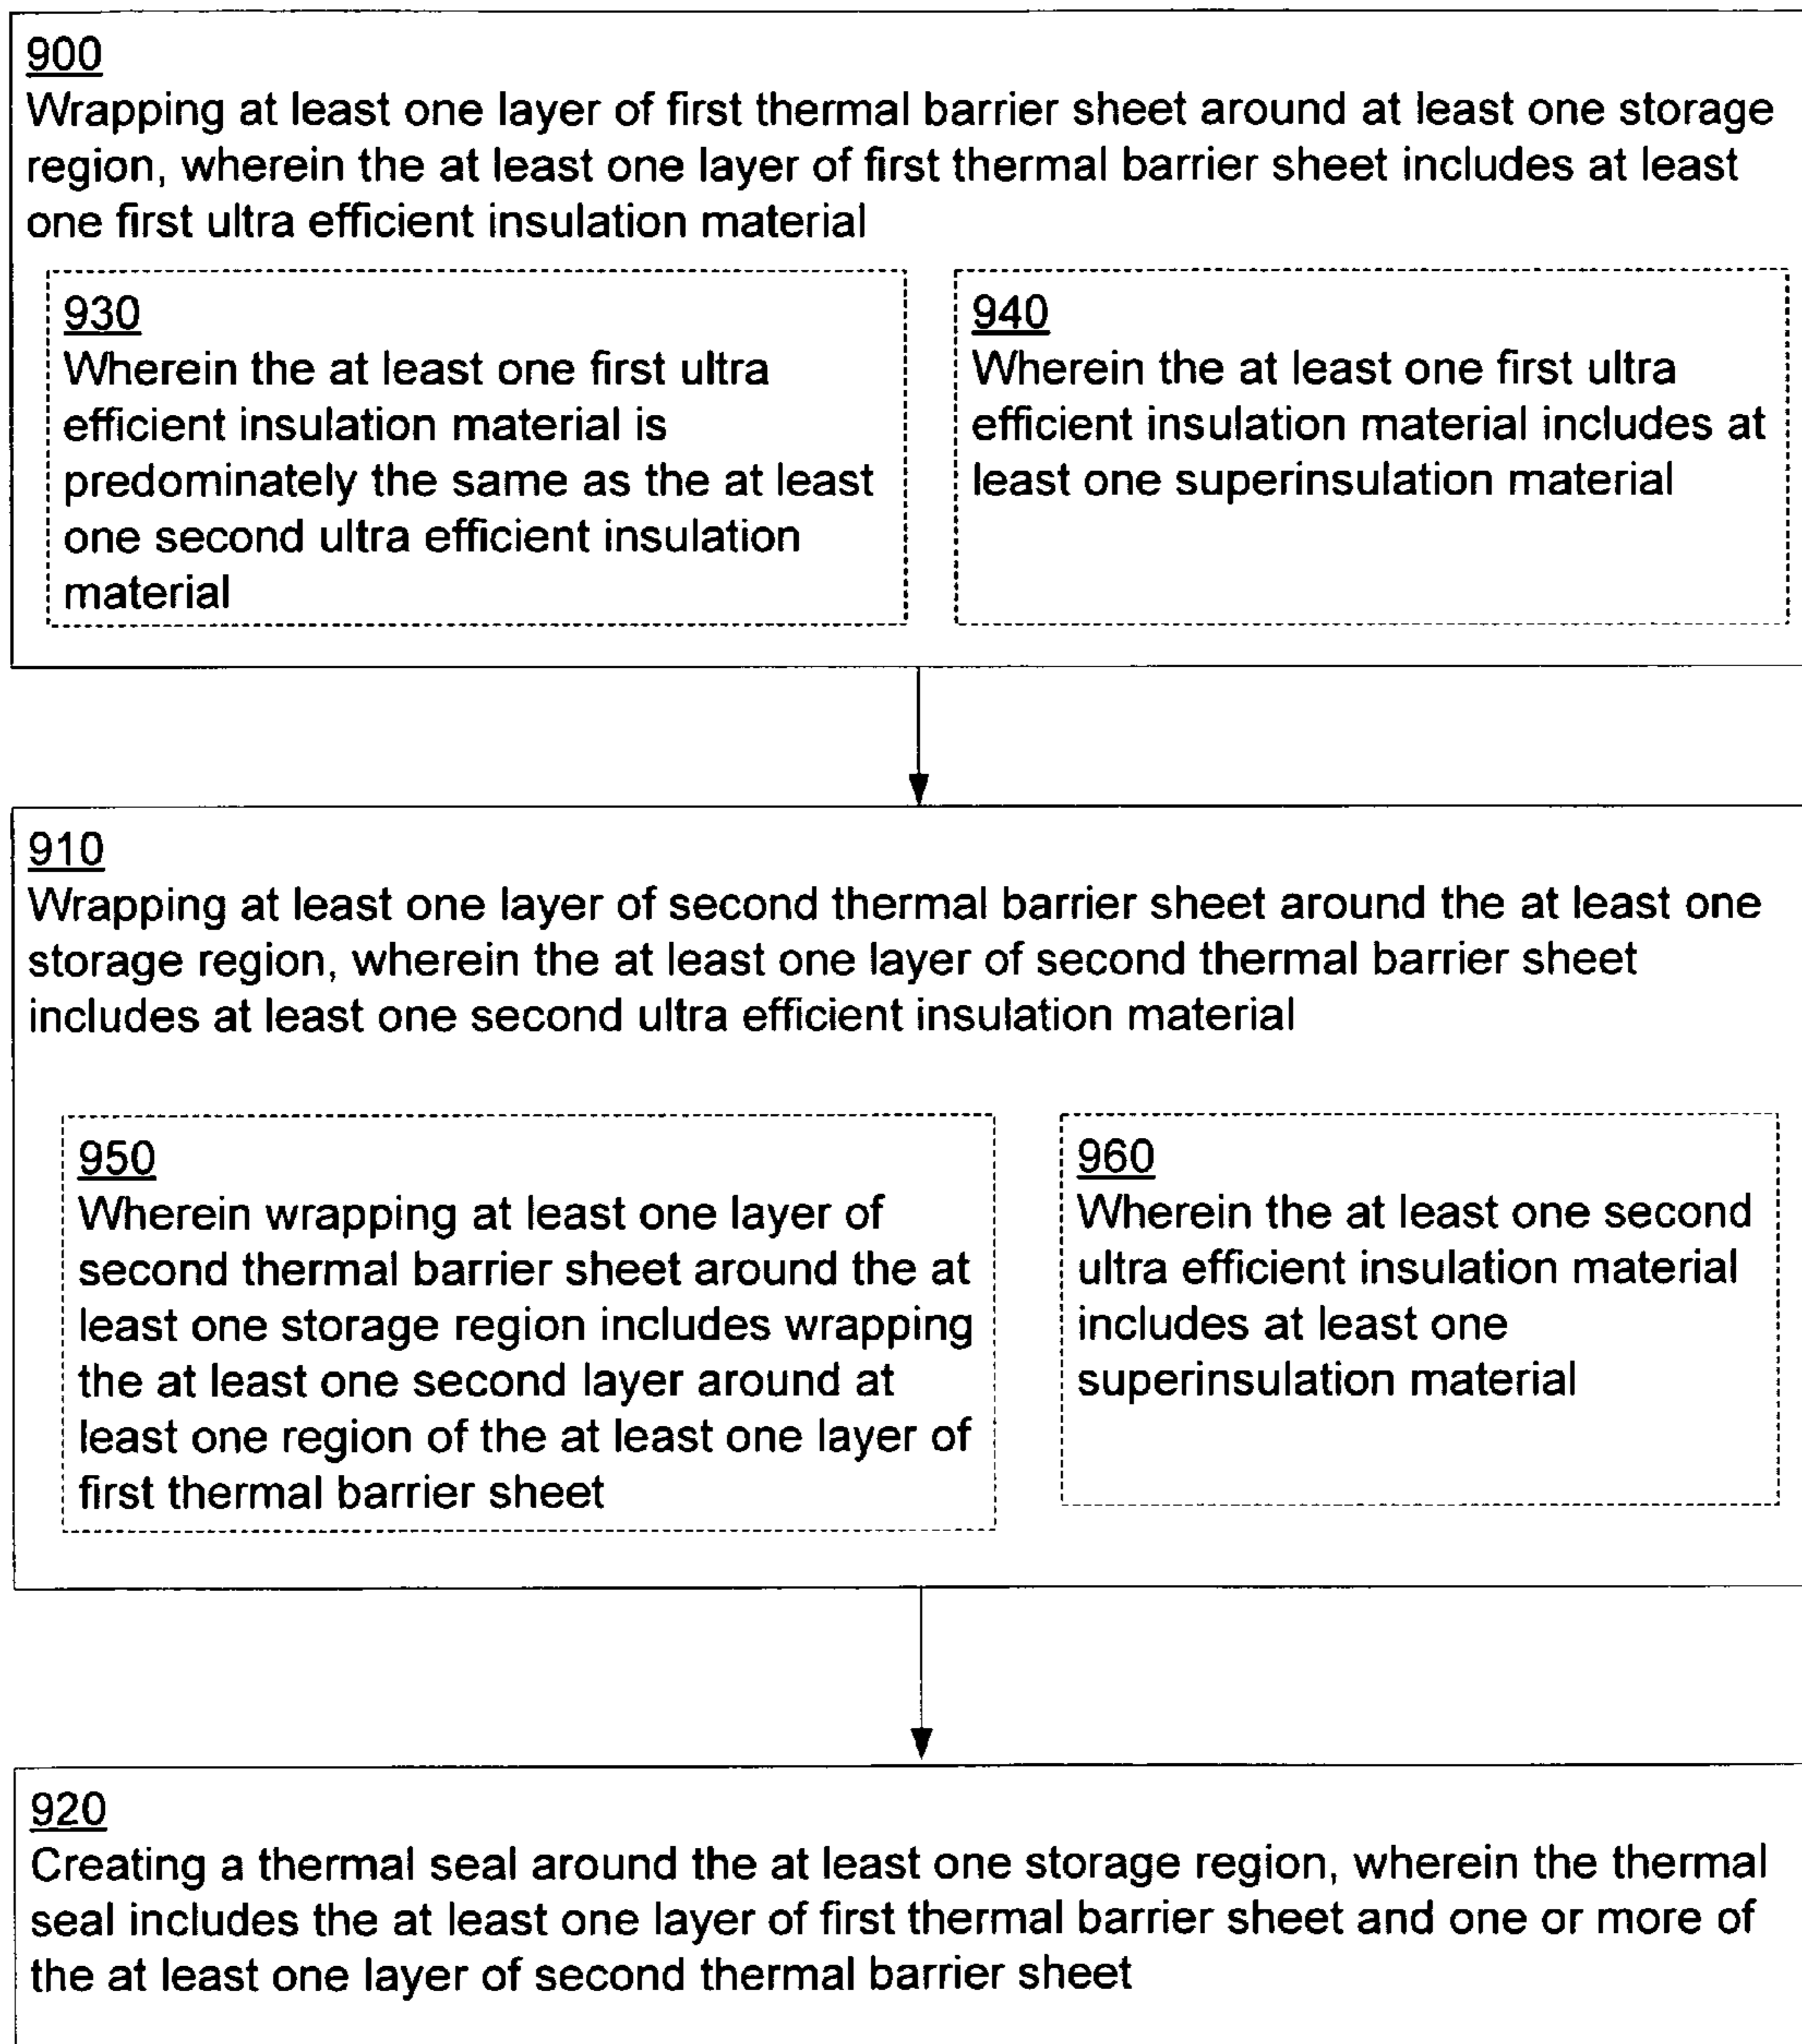 900
Wrapping at least one layer of first thermal barrier sheet around at least one storage
region, wherein the at least one layer of first thermal barrier sheet includes at least
one first ultra efficient insulation material
930
Wherein the at least one first ultra
efficient insulation material is
predominately the same as the at least
one second ultra efficient insulation
material
940
Wherein the at least one first ultra
efficient insulation material includes at
least one superinsulation material
910
Wrapping at least one layer of second thermal barrier sheet around the at least one
storage region, wherein the at least one layer of second thermal barrier sheet
includes at least one second ultra efficient insulation material
950
Wherein wrapping at least one layer of
second thermal barrier sheet around the at
least one storage region includes wrapping
the at least one second layer around at
least one region of the at least one layer of
first thermal barrier sheet
960
Wherein the at least one second
ultra efficient insulation material
includes at least one
superinsulation material
920
Creating a thermal seal around the at least one storage region, wherein the thermal
seal includes the at least one layer of first thermal barrier sheet and one or more of
the at least one layer of second thermal barrier sheet